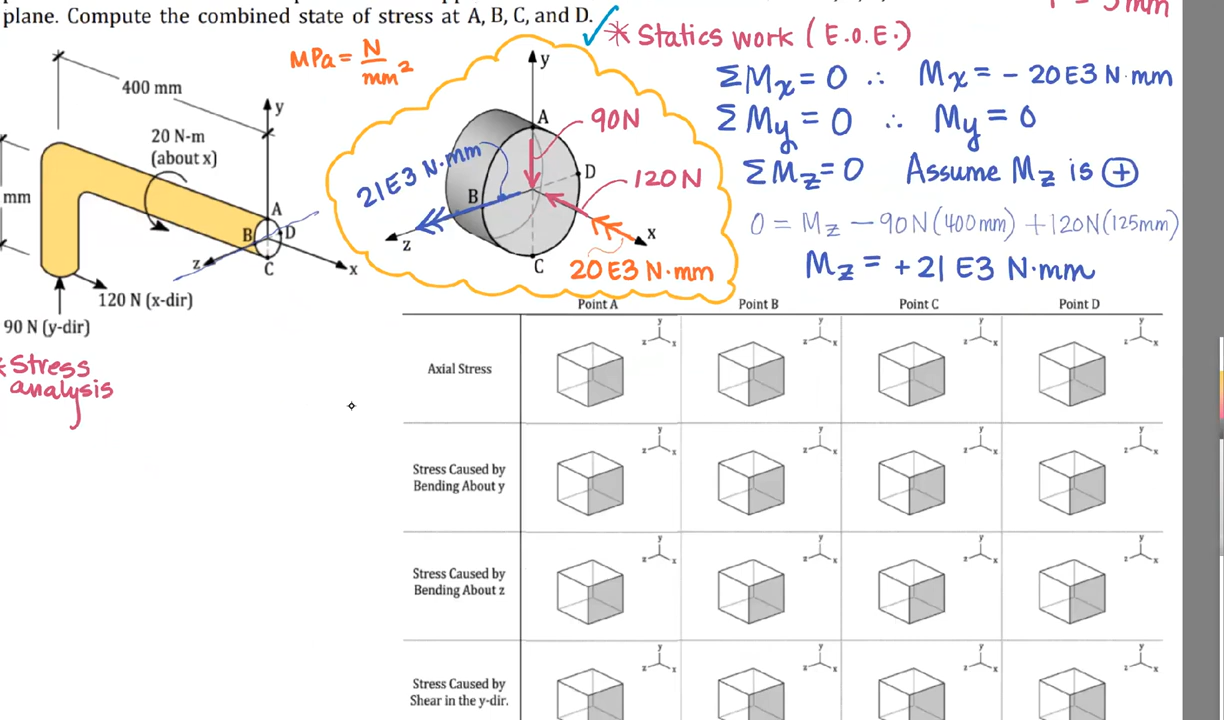 plane. Compute the combined state of stress at A, B, C, and D.
mm
* Statics work (E.O.E.)
MPa = N/mm²
ΣMx = 0 ∴ Mx = - 20E3 N·mm
ΣMy = 0 ∴ My = 0
ΣMz = 0 Assume Mz is ⊕
0 = Mz - 90N(400mm) + 120N(125mm)
Mz = +21 E3 N·mm
400 mm
y
20 N-m
(about x)
mm
A
B
D
C
z
x
120 N (x-dir)
90 N (y-dir)
y
A
90N
21E3 N·mm
D
120N
B
z
x
C
20E3 N·mm
* Stress
analysis
Point A Point B Point C Point D
Axial Stress
y z x y z x y z x y z x
Stress Caused by
Bending About y
y z x y z x y z x y z x
Stress Caused by
Bending About z
y z x y z x y z x y z x
Stress Caused by
Shear in the y-dir.
y z x y z x y z x y z x